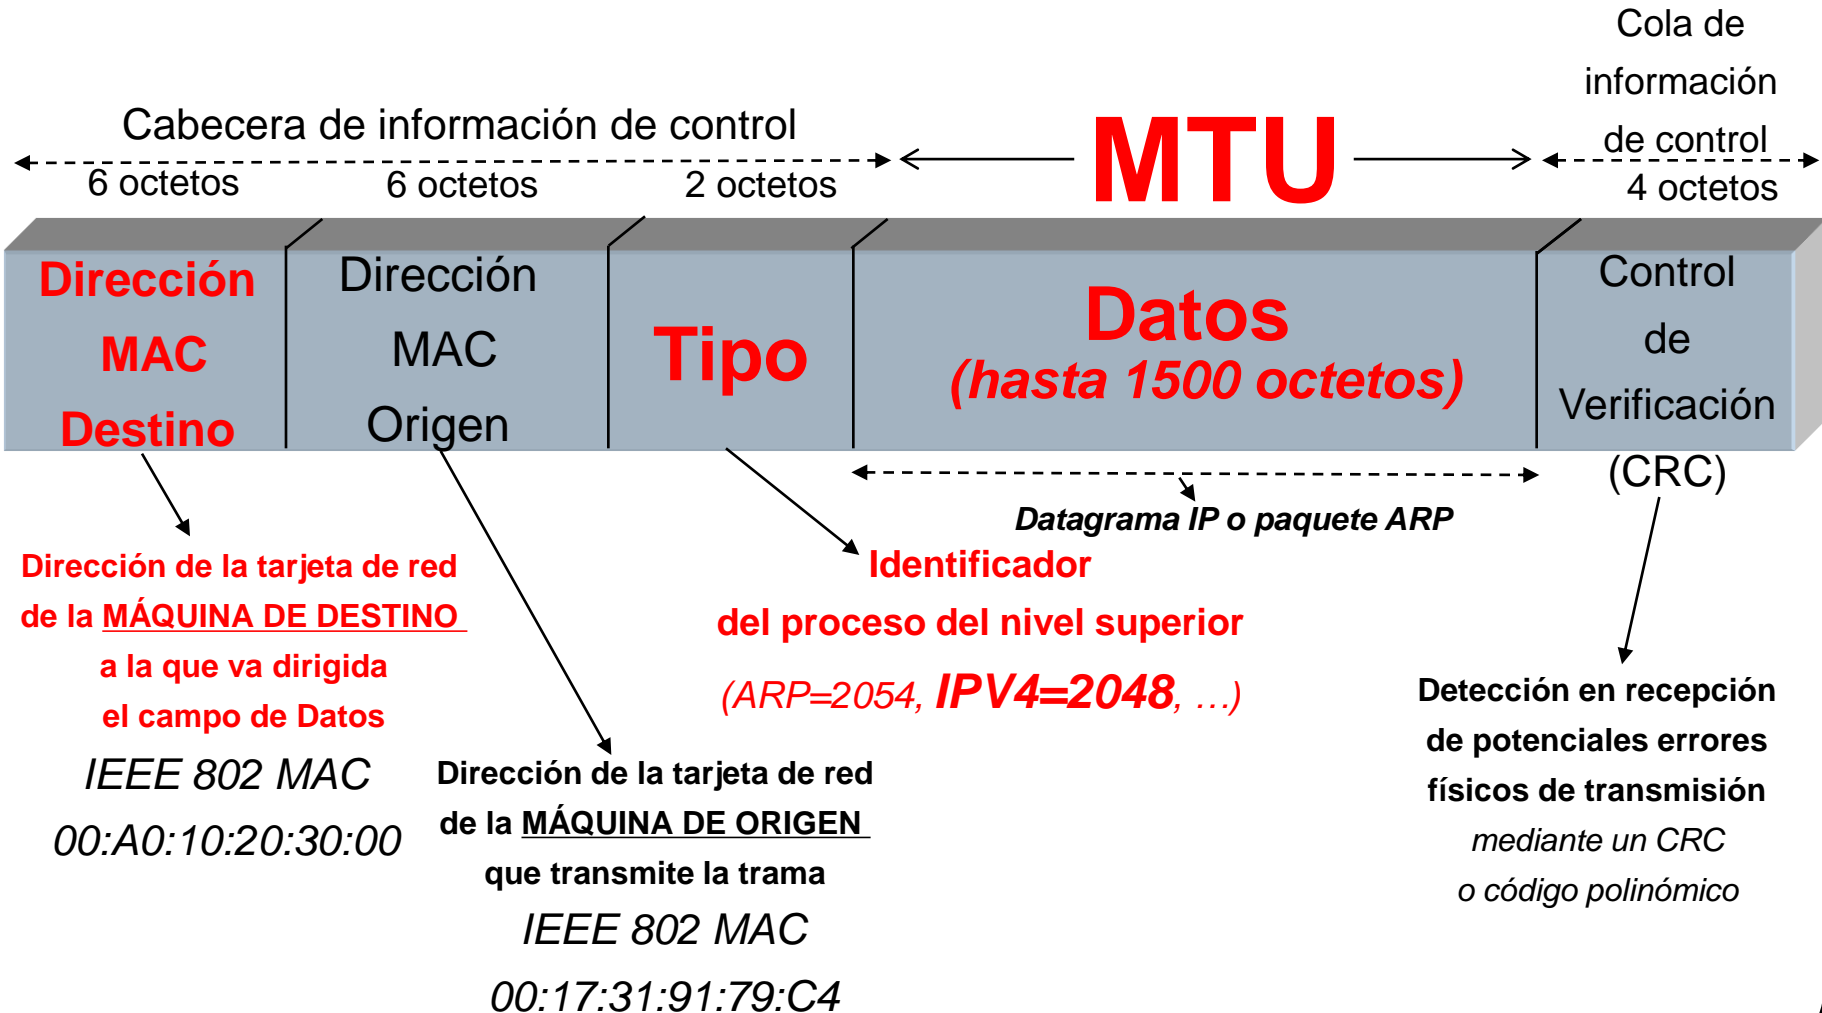 Cola de
información
de control
Cabecera de información de control
MTU
6 octetos
6 octetos
2 octetos
4 octetos
Dirección
MAC
Destino
Dirección
MAC
Origen
Tipo
Datos
(hasta 1500 octetos)
Control
de
Verificación
(CRC)
Datagrama IP o paquete ARP
Dirección de la tarjeta de red
de la MÁQUINA DE DESTINO
a la que va dirigida
el campo de Datos
IEEE 802 MAC
00:A0:10:20:30:00
Dirección de la tarjeta de red
de la MÁQUINA DE ORIGEN
que transmite la trama
IEEE 802 MAC
00:17:31:91:79:C4
Identificador
del proceso del nivel superior
(ARP=2054, IPV4=2048, …)
Detección en recepción
de potenciales errores
físicos de transmisión
mediante un CRC
o código polinómico